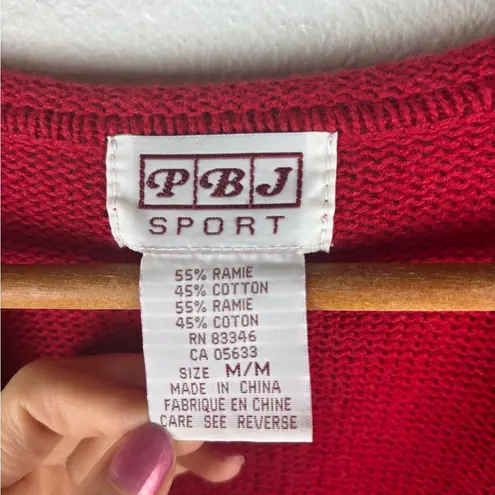 PBJ
SPORT
55% RAMIE
45% COTTON
55% RAMIE
45% COTON
RN 83346
CA 05633
SIZE M/M
MADE IN CHINA
FABRIQUE EN CHINE
CARE SEE REVERSE